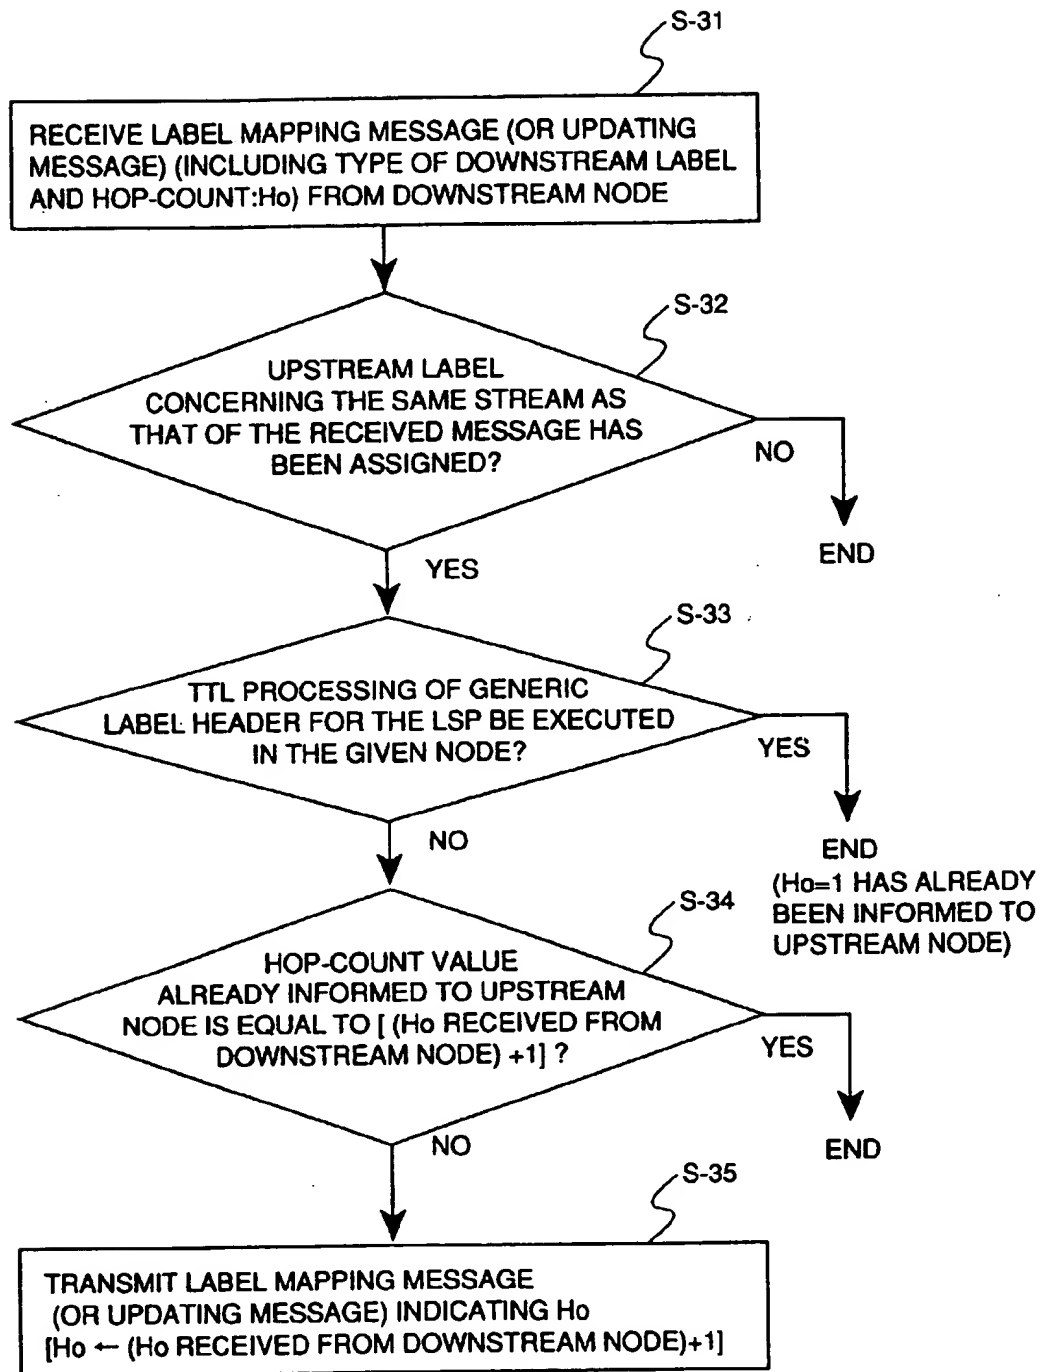 S-31
RECEIVE LABEL MAPPING MESSAGE (OR UPDATING
MESSAGE) (INCLUDING TYPE OF DOWNSTREAM LABEL
AND HOP-COUNT:Ho) FROM DOWNSTREAM NODE
S-32
UPSTREAM LABEL
CONCERNING THE SAME STREAM AS
THAT OF THE RECEIVED MESSAGE HAS
BEEN ASSIGNED?
NO
END
YES
S-33
TTL PROCESSING OF GENERIC
LABEL HEADER FOR THE LSP BE EXECUTED
IN THE GIVEN NODE?
YES
NO
END
(Ho=1 HAS ALREADY
BEEN INFORMED TO
UPSTREAM NODE)
S-34
HOP-COUNT VALUE
ALREADY INFORMED TO UPSTREAM
NODE IS EQUAL TO [ (Ho RECEIVED FROM
DOWNSTREAM NODE) +1] ?
YES
END
NO
S-35
TRANSMIT LABEL MAPPING MESSAGE
(OR UPDATING MESSAGE) INDICATING Ho
[Ho ← (Ho RECEIVED FROM DOWNSTREAM NODE)+1]